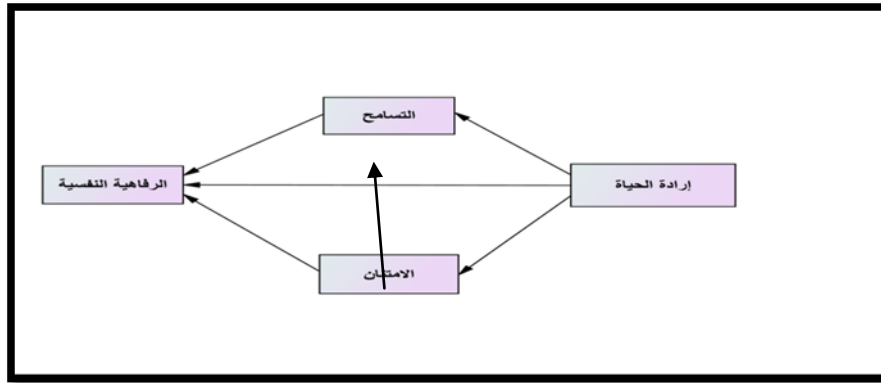 التسامح
إرادة الحياة
الرفاهية النفسية
الامتنان